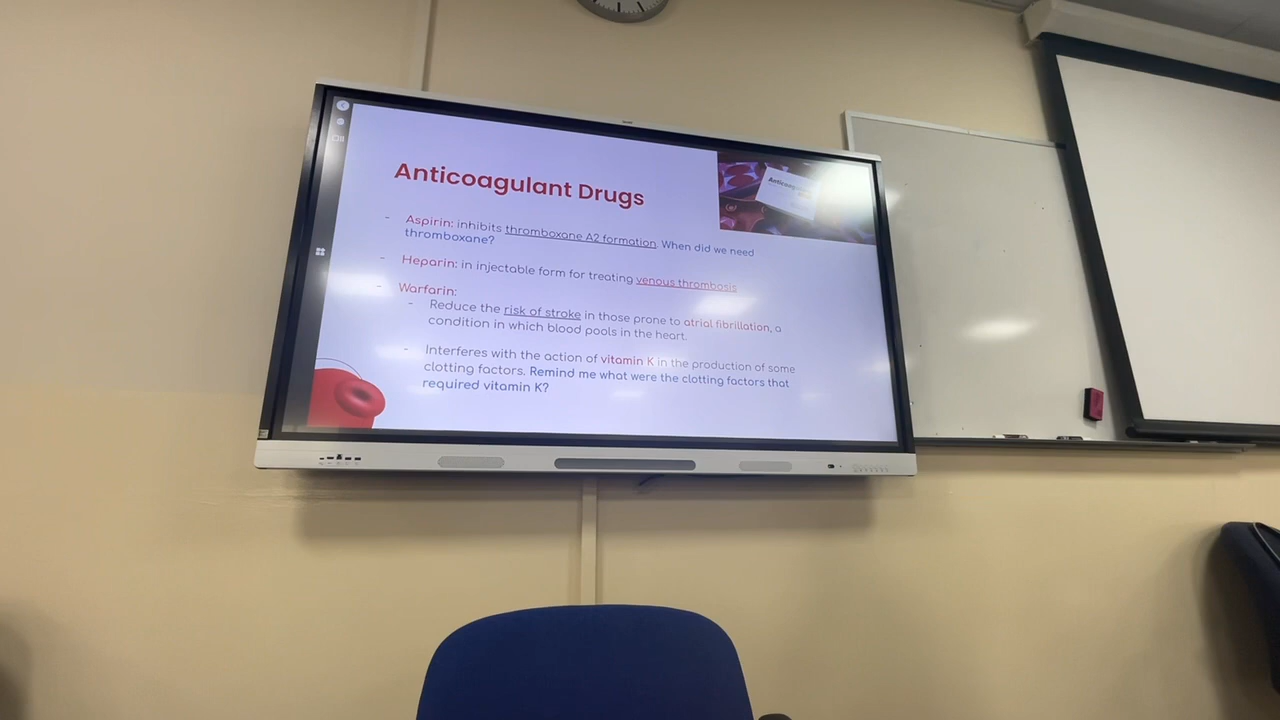 Anticoagulant Drugs
- Aspirin: inhibits thromboxane A2 formation. When did we need
thromboxane?
- Heparin: in injectable form for treating venous thrombosis
- Warfarin:
- Reduce the risk of stroke in those prone to atrial fibrillation, a
condition in which blood pools in the heart.
- Interferes with the action of vitamin K in the production of some
clotting factors. Remind me what were the clotting factors that
required vitamin K?